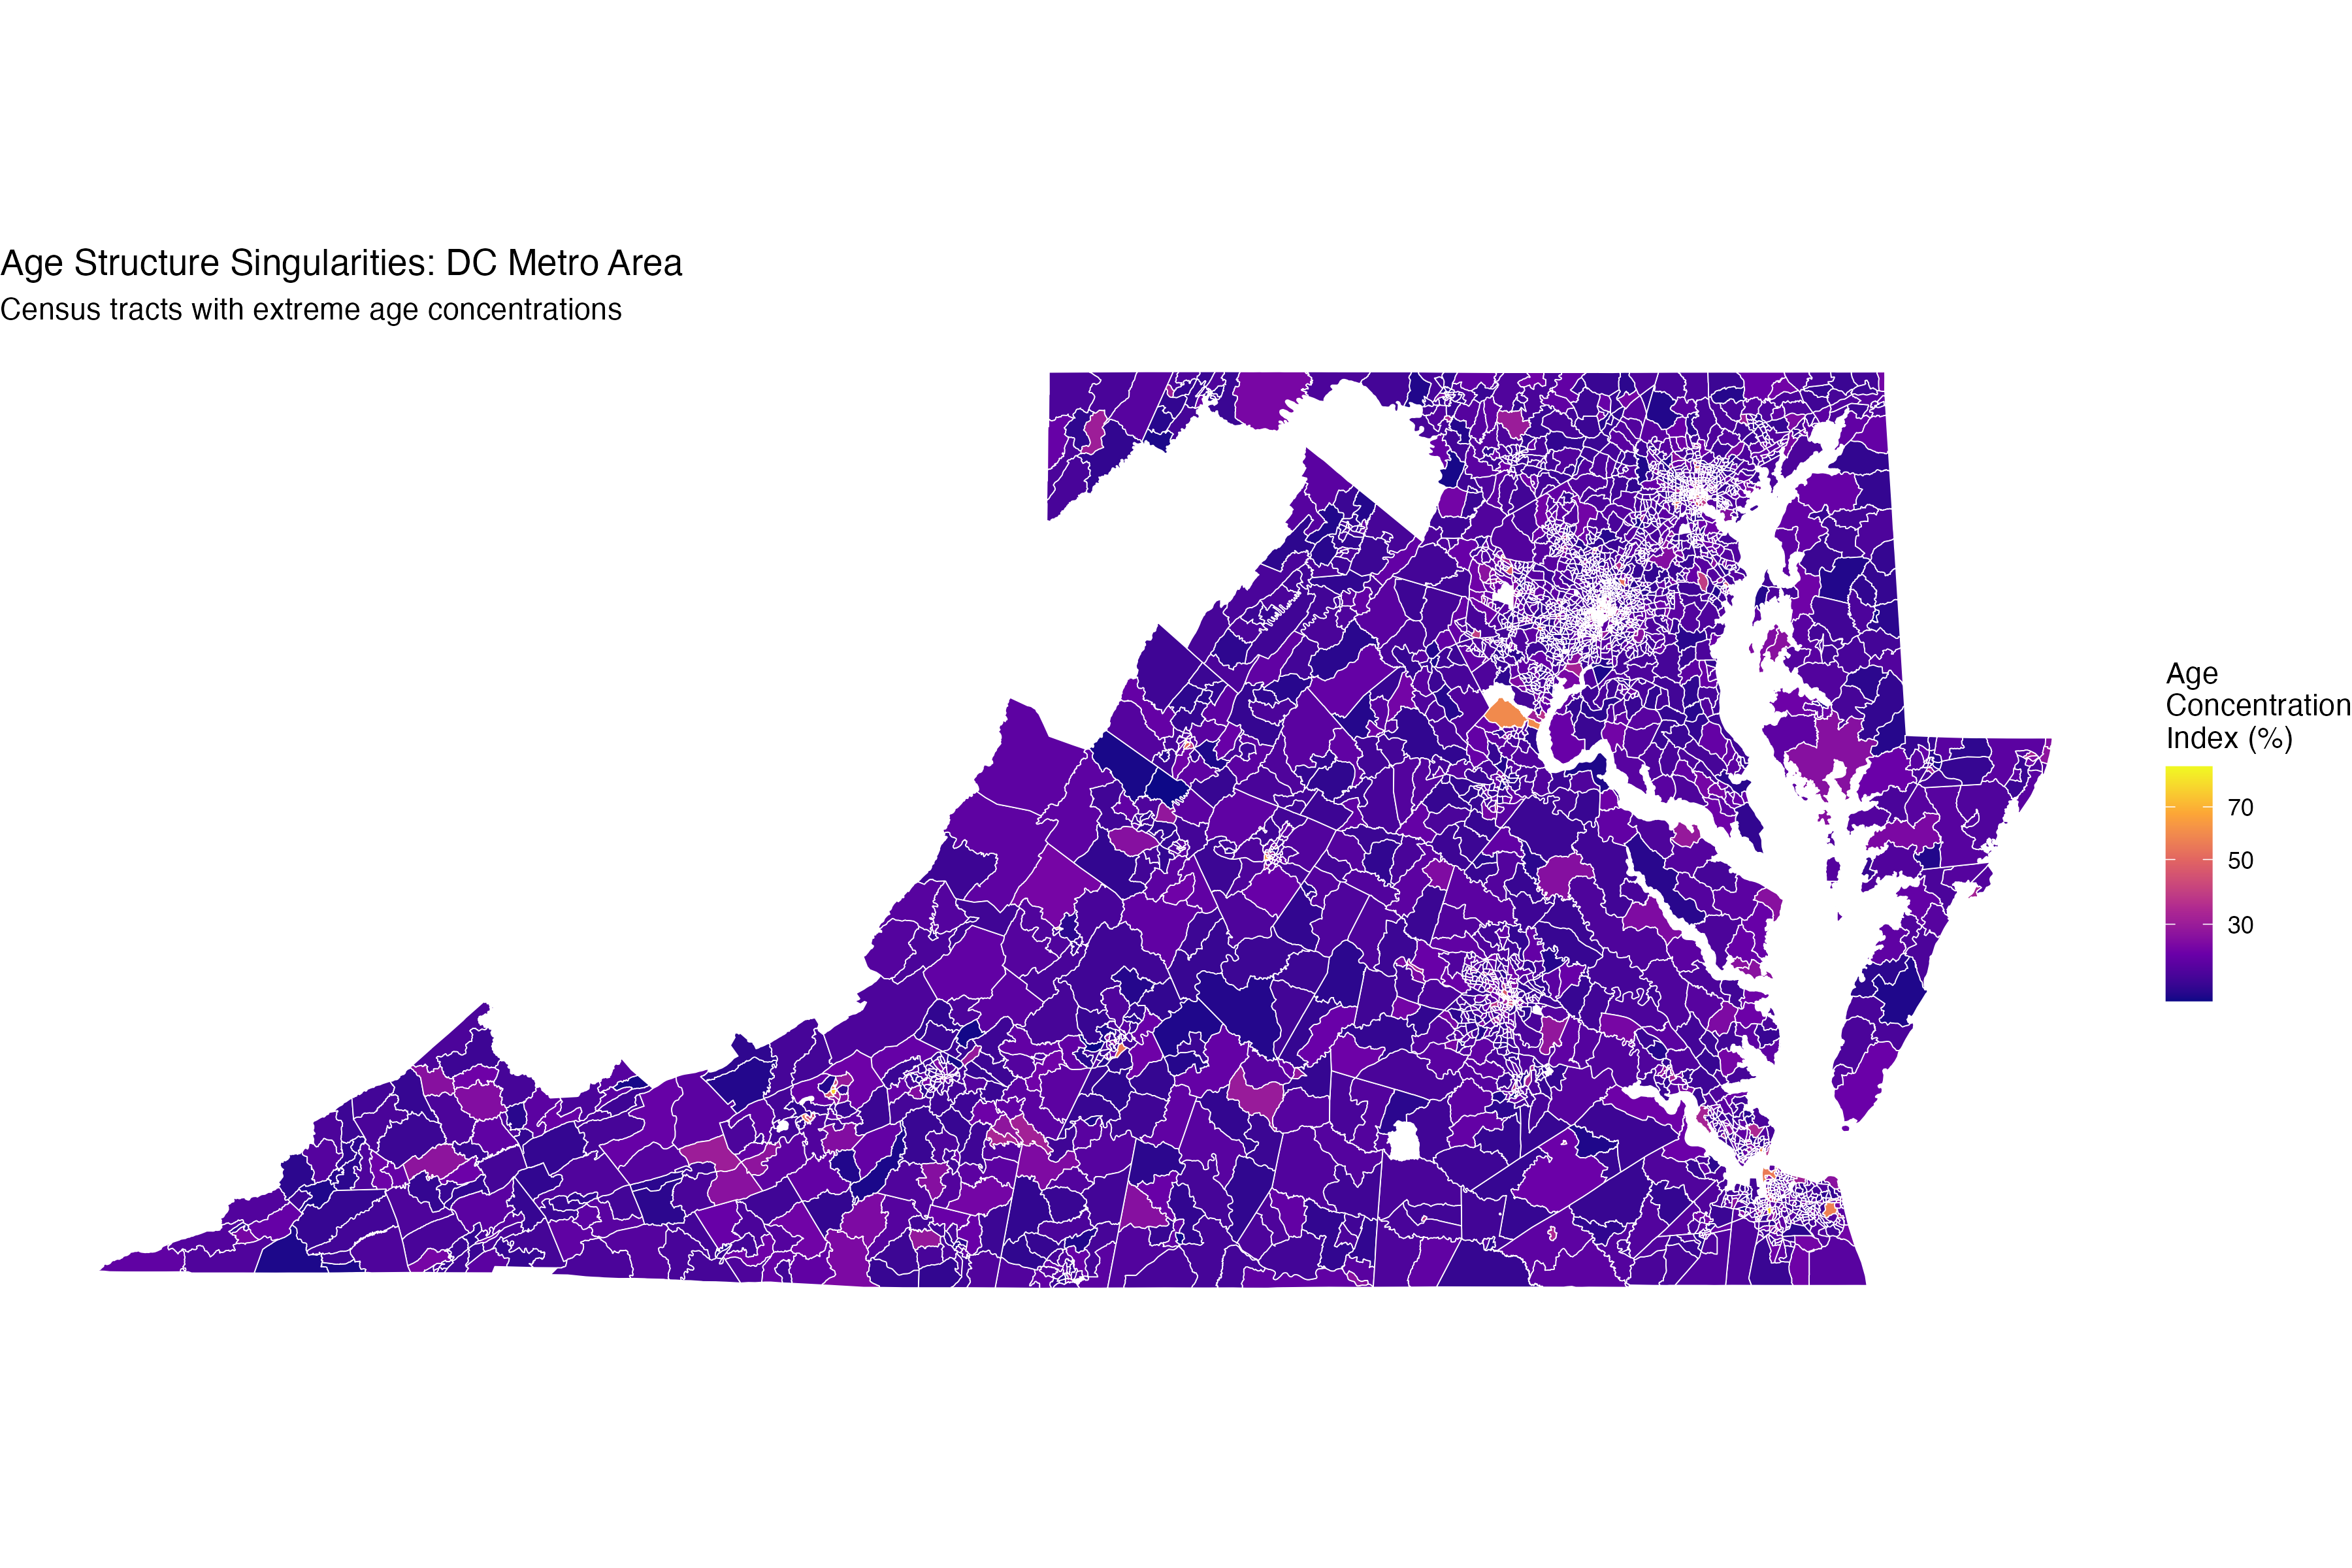 Age Structure Singularities: DC Metro Area
Census tracts with extreme age concentrations
Age
Concentration
Index (%)
70
50
30